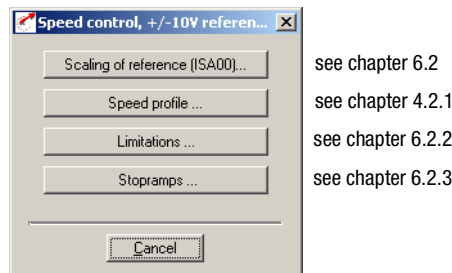 Speed control, +/-10V referen...
Scaling of reference (ISA00)... see chapter 6.2
Speed profile ... see chapter 4.2.1
Limitations ... see chapter 6.2.2
Stopramps ... see chapter 6.2.3
Cancel